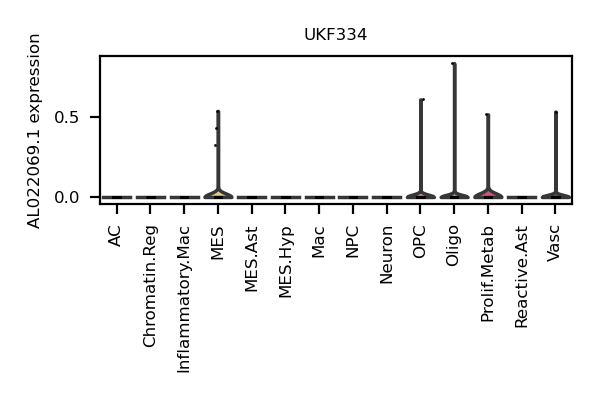 UKF334
AL022069.1 expression
0.5
0.0
AC
Chromatin.Reg
Inflammatory.Mac
MES
MES.Ast
MES.Hyp
Mac
NPC
Neuron
OPC
Oligo
Prolif.Metab
Reactive.Ast
Vasc